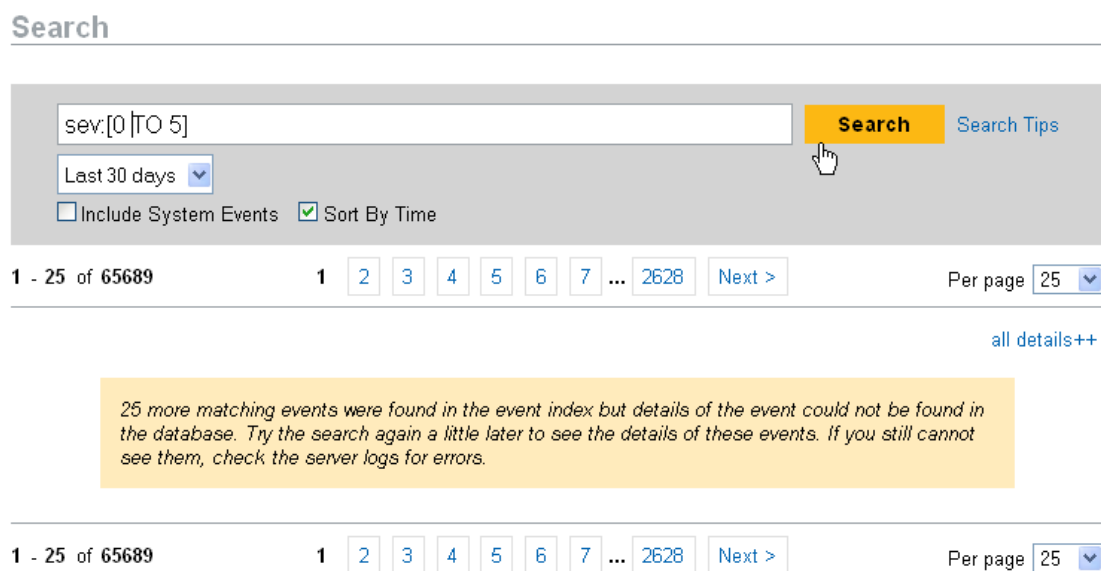 Search
sev:[0 TO 5]
Search
Search Tips
Last 30 days
Include System Events
Sort By Time
1 - 25 of 65689
1 2 3 4 5 6 7 ... 2628 Next >
Per page 25
all details++
25 more matching events were found in the event index but details of the event could not be found in
the database. Try the search again a little later to see the details of these events. If you still cannot
see them, check the server logs for errors.
1 - 25 of 65689
1 2 3 4 5 6 7 ... 2628 Next >
Per page 25